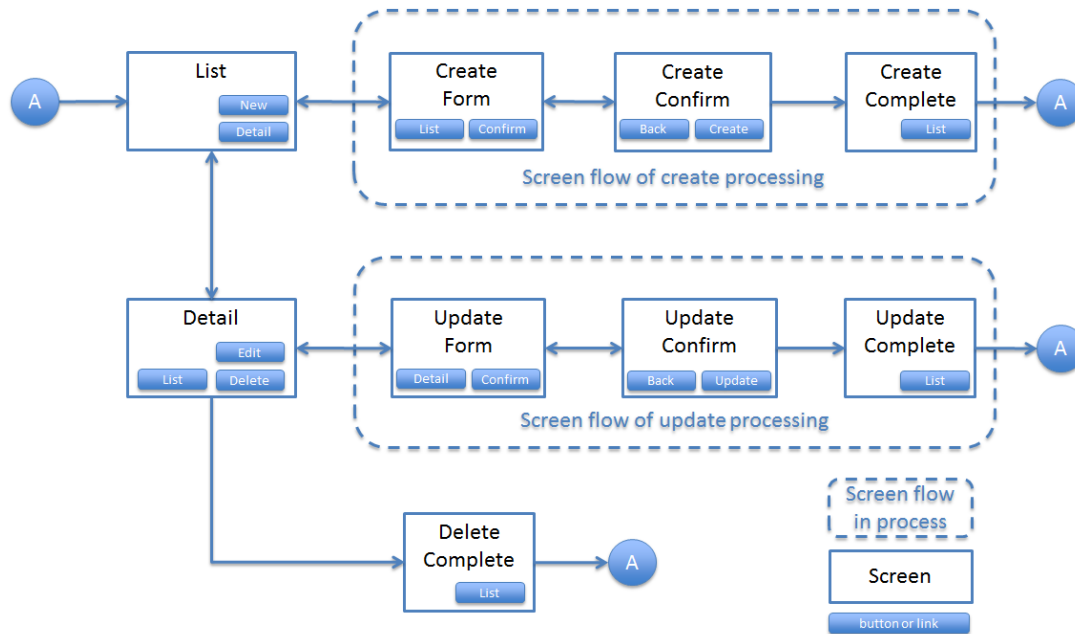 A
List
New
Detail
Create
Form
List
Confirm
Create
Confirm
Back
Create
Create
Complete
List
A
Screen flow of create processing
Detail
Edit
List
Delete
Update
Form
Detail
Confirm
Update
Confirm
Back
Update
Update
Complete
List
A
Screen flow of update processing
Delete
Complete
List
A
Screen flow
in process
Screen
button or link